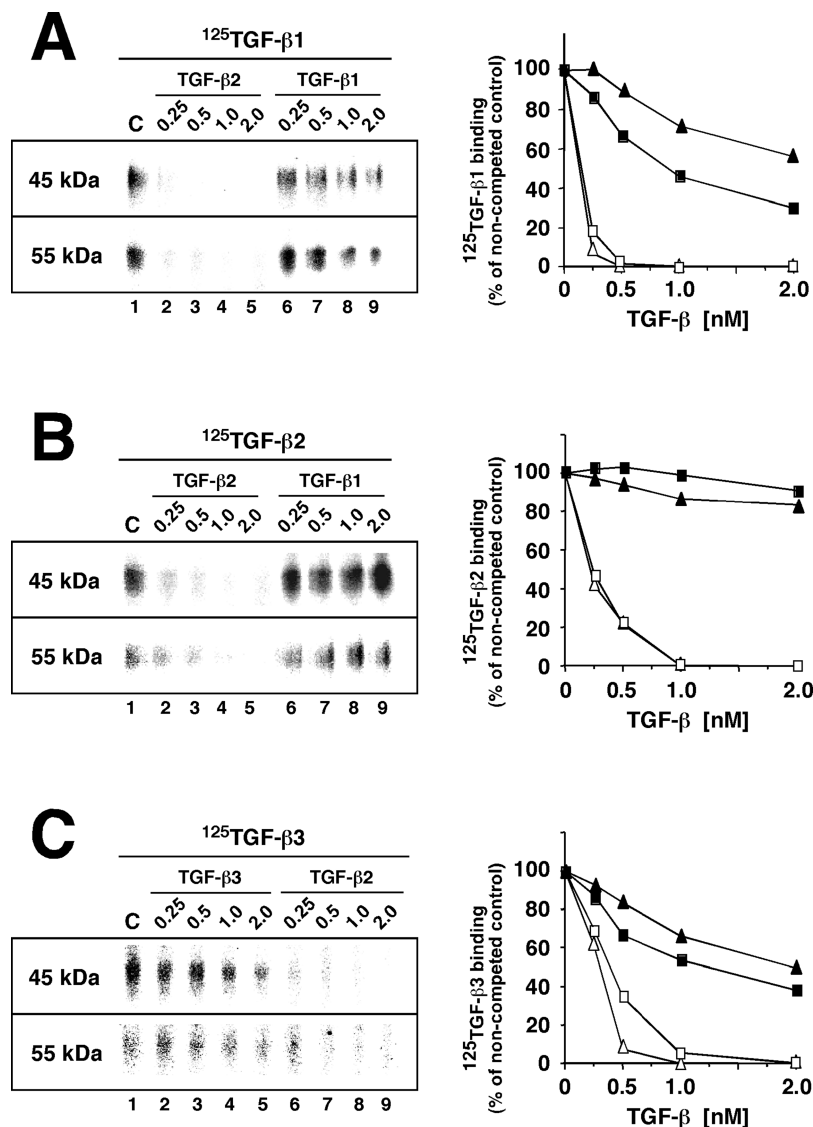 A
125TGF-β1
TGF-β2 TGF-β1
C 0.25 0.5 1.0 2.0 0.25 0.5 1.0 2.0
45 kDa
55 kDa
1 2 3 4 5 6 7 8 9
125TGF-β1 binding
(% of non-competed control)
100
80
60
40
20
0
0 0.5 1.0 2.0
TGF-β [nM]
B
125TGF-β2
TGF-β2 TGF-β1
C 0.25 0.5 1.0 2.0 0.25 0.5 1.0 2.0
45 kDa
55 kDa
1 2 3 4 5 6 7 8 9
125TGF-β2 binding
(% of non-competed control)
100
80
60
40
20
0
0 0.5 1.0 2.0
TGF-β [nM]
C
125TGF-β3
TGF-β3 TGF-β2
C 0.25 0.5 1.0 2.0 0.25 0.5 1.0 2.0
45 kDa
55 kDa
1 2 3 4 5 6 7 8 9
125TGF-β3 binding
(% of non-competed control)
100
80
60
40
20
0
0 0.5 1.0 2.0
TGF-β [nM]